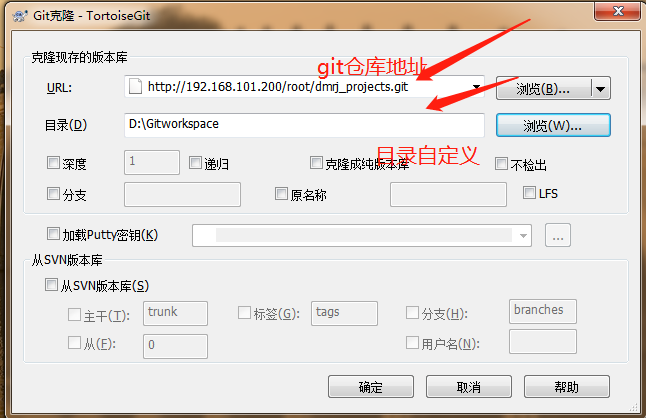 Git克隆 - TortoiseGit
克隆现存的版本库
git仓库地址
URL: http://192.168.101.200/root/dmj_projects.git 浏览(B)...
目录(D) D:\Gitworkspace 浏览(W)...
目录自定义
深度 1 递归 克隆成纯版本库 不检出
分支 原名称 LFS
加载Putty密钥(K) ...
从SVN版本库
从SVN版本库(S)
主干(T): trunk 标签(G): tags 分支(H): branches
从(F): 0 用户名(N):
确定 取消 帮助